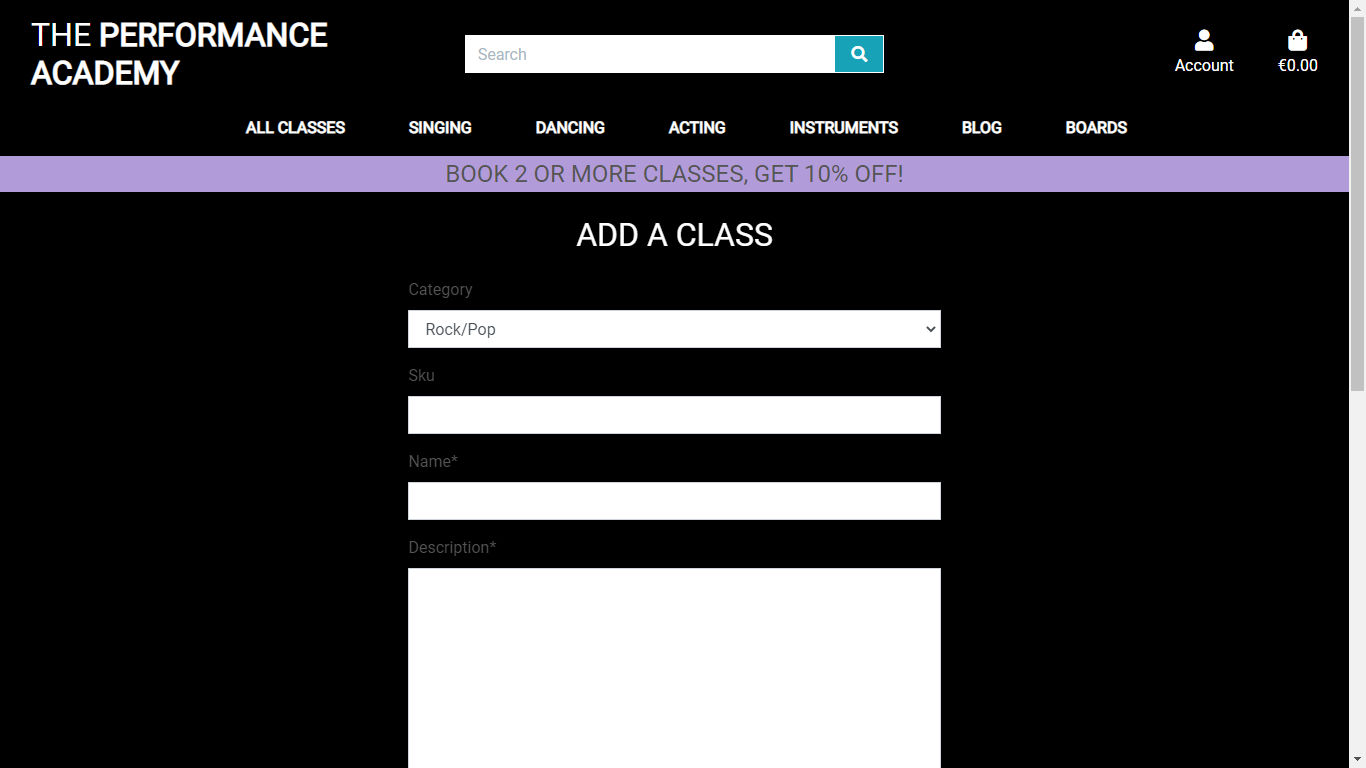 THE PERFORMANCE
ACADEMY
Search
Account
€0.00
ALL CLASSES
SINGING
DANCING
ACTING
INSTRUMENTS
BLOG
BOARDS
BOOK 2 OR MORE CLASSES, GET 10% OFF!
ADD A CLASS
Category
Rock/Pop
Sku
Name*
Description*